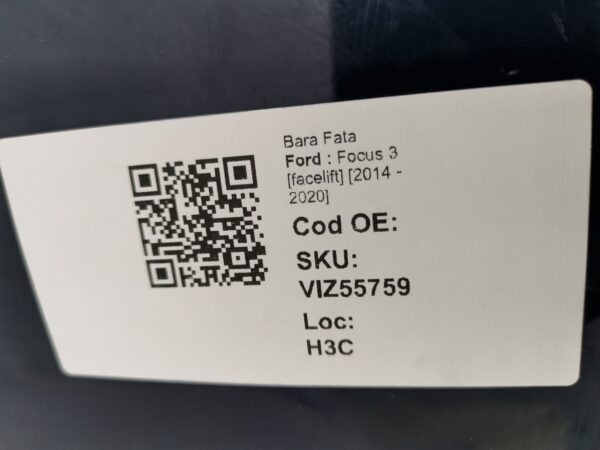 Bara Fata
Ford : Focus 3
[facelift] [2014 -
2020]
Cod OE:
SKU:
VIZ55759
Loc:
H3C